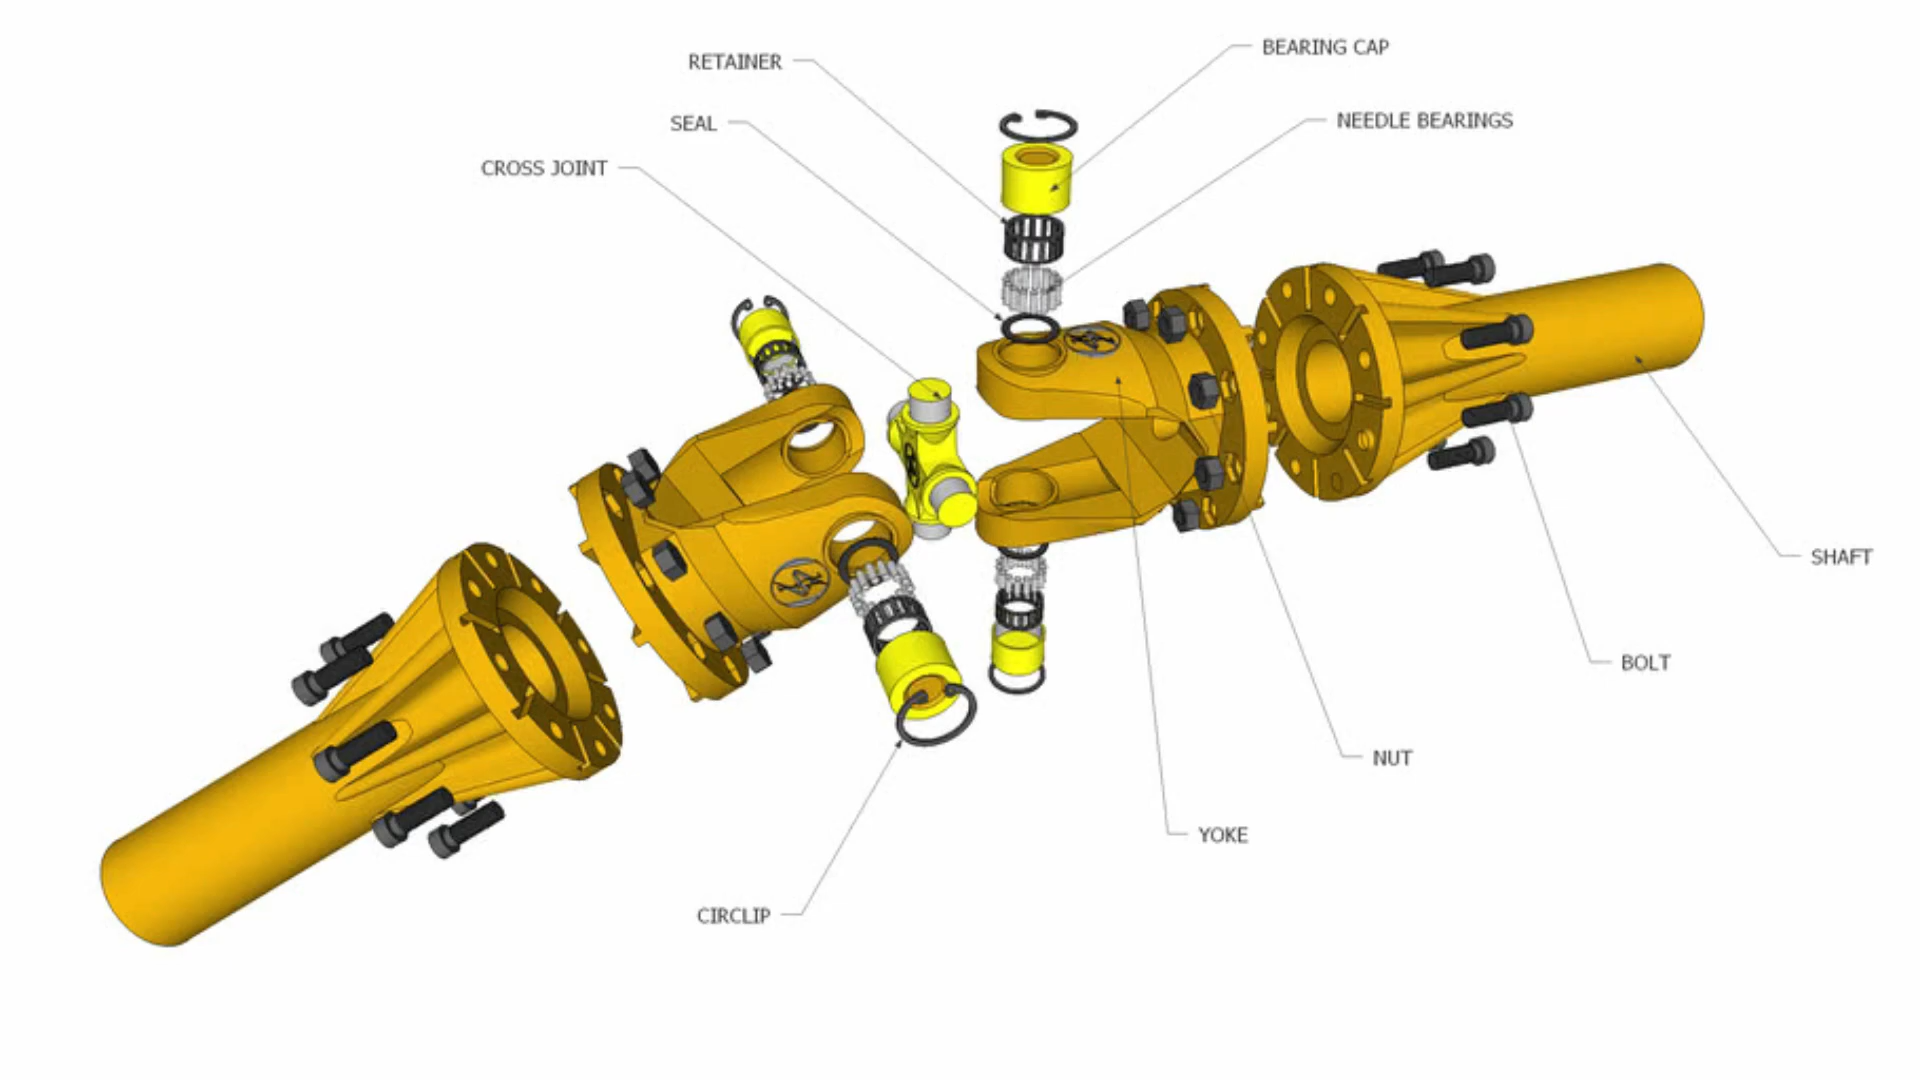 BEARING CAP
RETAINER
NEEDLE BEARINGS
SEAL
CROSS JOINT
SHAFT
BOLT
NUT
YOKE
CIRCLIP